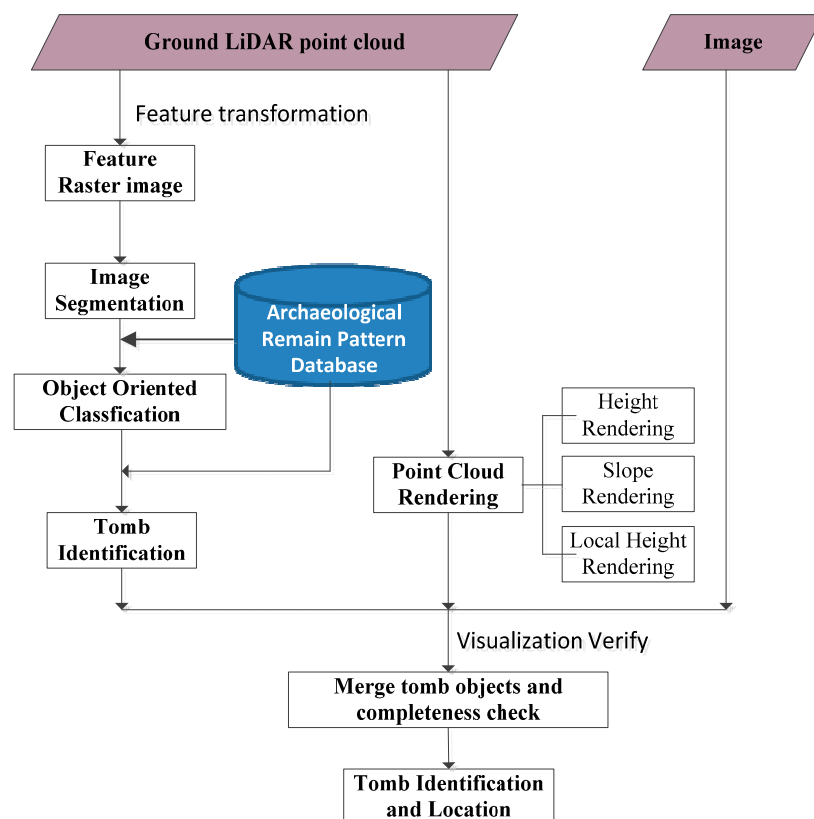 Ground LiDAR point cloud
Image
Feature transformation
Feature
Raster image
Image
Segmentation
Archaeological
Remain Pattern
Database
Object Oriented
Classfication
Height
Rendering
Point Cloud
Rendering
Slope
Rendering
Tomb
Identification
Local Height
Rendering
Visualization Verify
Merge tomb objects and
completeness check
Tomb Identification
and Location